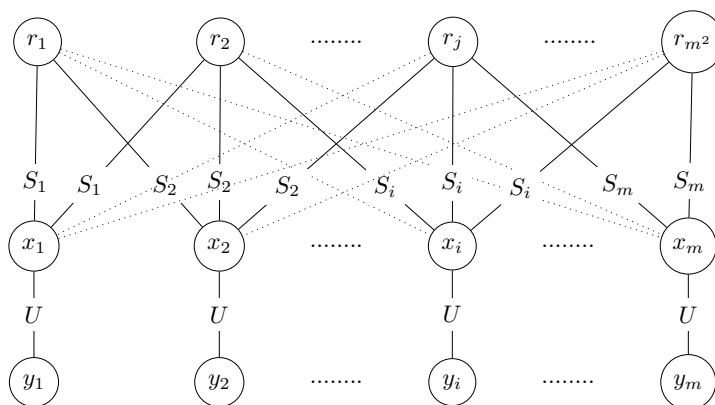 r₁ r₂ ........ rⱼ ........ rₘ²
S₁ S₁ S₂ S₂ S₂ Sᵢ Sᵢ Sᵢ Sₘ Sₘ
x₁ x₂ ........ xᵢ ........ xₘ
U U U U
y₁ y₂ ........ yᵢ ........ yₘ